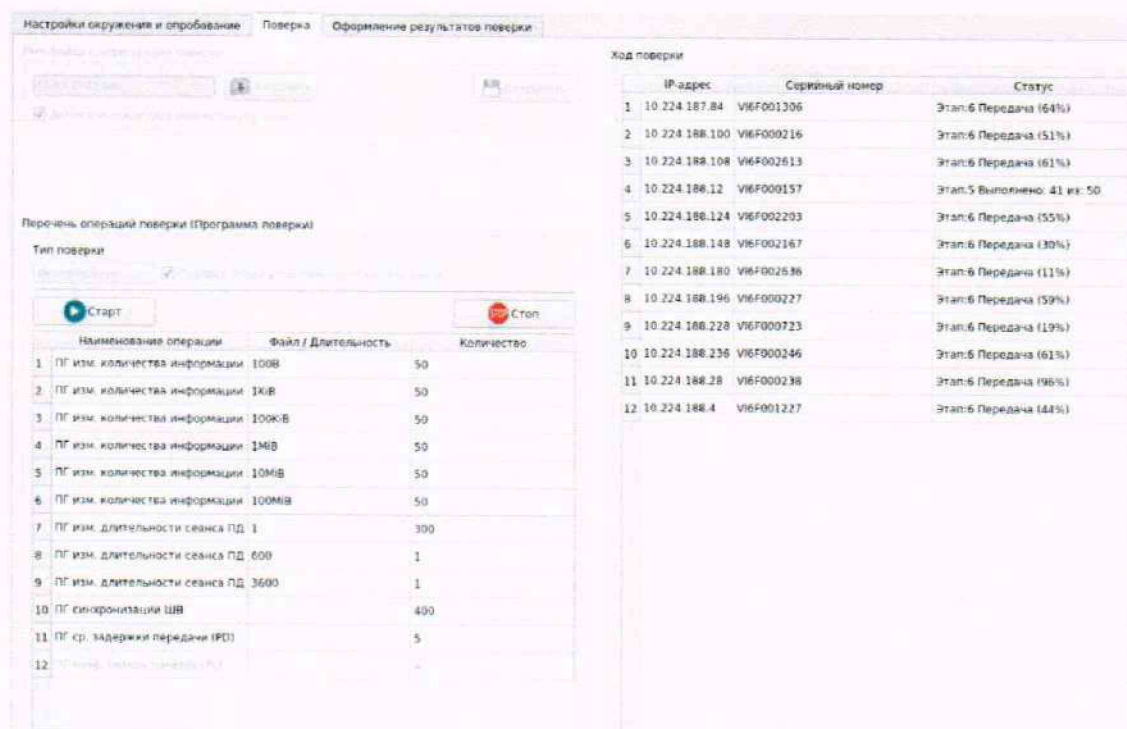 Настройки окружения и опробование Поверка Оформление результатов поверки
Перечень операций поверки (Программа поверки)
Тип поверки
Старт Стоп
Наименование операции Файл / Длительность Количество
1 ПГ изм. количества информации 100B 50
2 ПГ изм. количества информации 1KiB 50
3 ПГ изм. количества информации 100KiB 50
4 ПГ изм. количества информации 1MiB 50
5 ПГ изм. количества информации 10MiB 50
6 ПГ изм. количества информации 100MiB 50
7 ПГ изм. длительности сеанса ПД 1 300
8 ПГ изм. длительности сеанса ПД 600 1
9 ПГ изм. длительности сеанса ПД 3600 1
10 ПГ синхронизации ШВ 400
11 ПГ ср. задержки передачи (PD) 5
12
Ход поверки
IP-адрес Серийный номер Статус
1 10.224.187.84 VI6F001306 Этап:6 Передача (64%)
2 10.224.188.100 VI6F000216 Этап:6 Передача (51%)
3 10.224.188.108 VI6F002613 Этап:6 Передача (61%)
4 10.224.188.12 VI6F000157 Этап:5 Выполнено: 41 из: 50
5 10.224.188.124 VI6F002203 Этап:6 Передача (55%)
6 10.224.188.148 VI6F002167 Этап:6 Передача (30%)
7 10.224.188.180 VI6F002636 Этап:6 Передача (11%)
8 10.224.188.196 VI6F000227 Этап:6 Передача (59%)
9 10.224.188.228 VI6F000723 Этап:6 Передача (19%)
10 10.224.188.236 VI6F000246 Этап:6 Передача (61%)
11 10.224.188.28 VI6F000238 Этап:6 Передача (96%)
12 10.224.188.4 VI6F001227 Этап:6 Передача (44%)